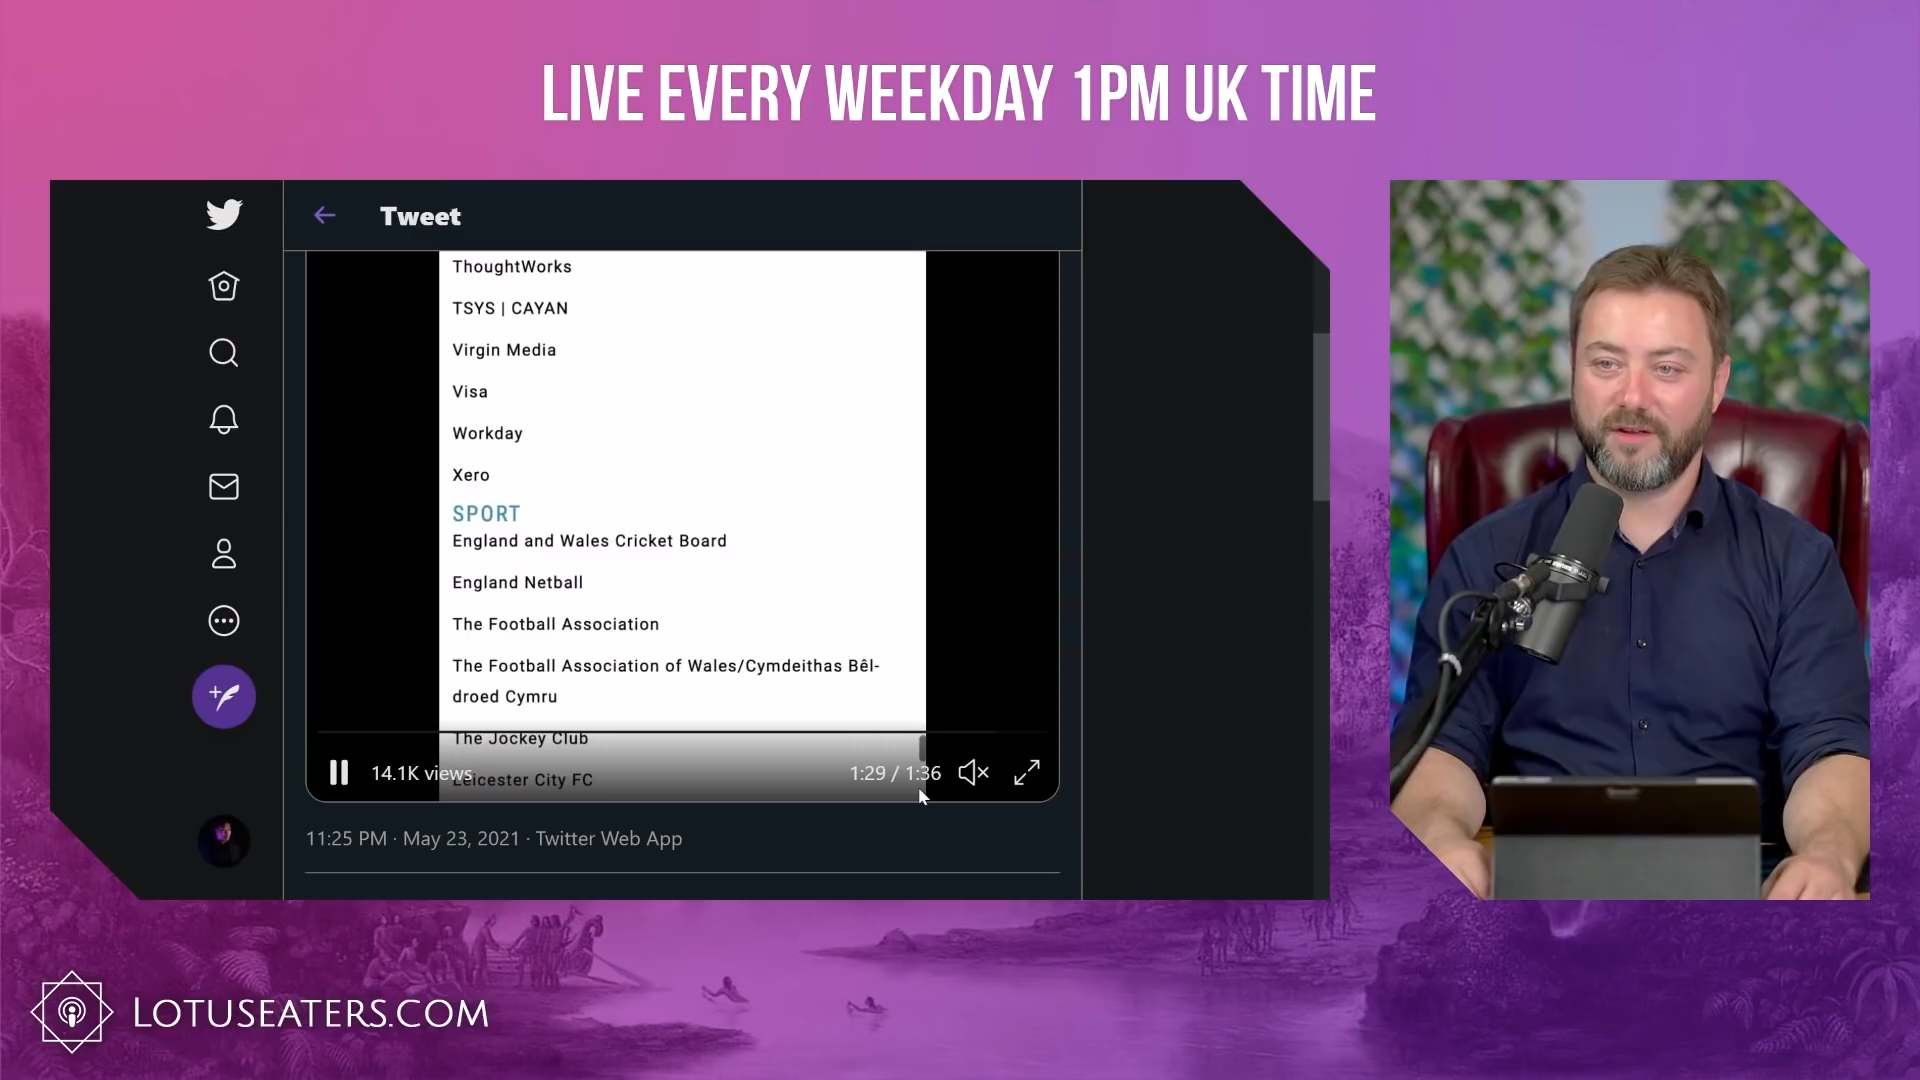 LIVE EVERY WEEKDAY 1PM UK TIME
Tweet
ThoughtWorks
TSYS | CAYAN
Virgin Media
Visa
Workday
Xero
SPORT
England and Wales Cricket Board
England Netball
The Football Association
The Football Association of Wales/Cymdeithas Bêl-
droed Cymru
The Jockey Club
Leicester City FC
14.1K views
1:29 / 1:36
11:25 PM · May 23, 2021 · Twitter Web App
LOTUSEATERS.COM